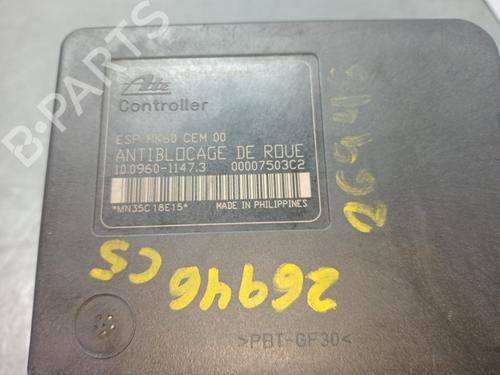 Ate
Controller
ESP MK60 CEM 00
ANTIBLOCAGE DE ROUE
10.0960-1147.3 00007503C2
*MN35C18E15* MADE IN PHILIPPINES
26946
26946 CS
>PBT-GF30<
B-PARTS